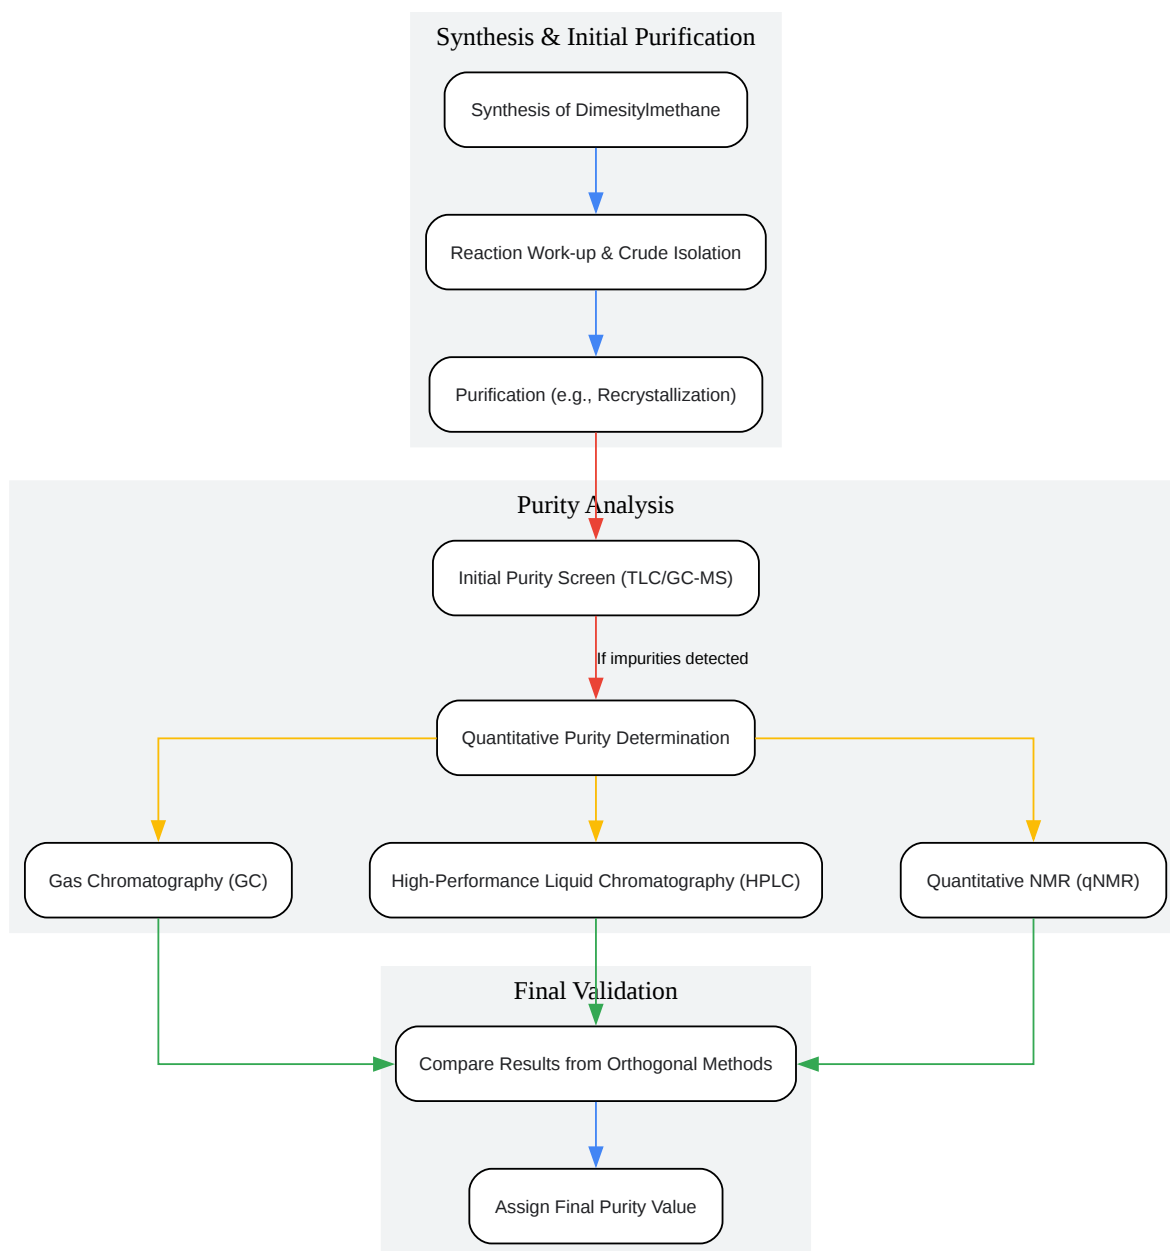 Synthesis & Initial Purification
Synthesis of Dimesitylmethane
Reaction Work-up & Crude Isolation
Purification (e.g., Recrystallization)
Purity Analysis
Initial Purity Screen (TLC/GC-MS)
If impurities detected
Quantitative Purity Determination
Gas Chromatography (GC)
High-Performance Liquid Chromatography (HPLC)
Quantitative NMR (qNMR)
Final Validation
Compare Results from Orthogonal Methods
Assign Final Purity Value